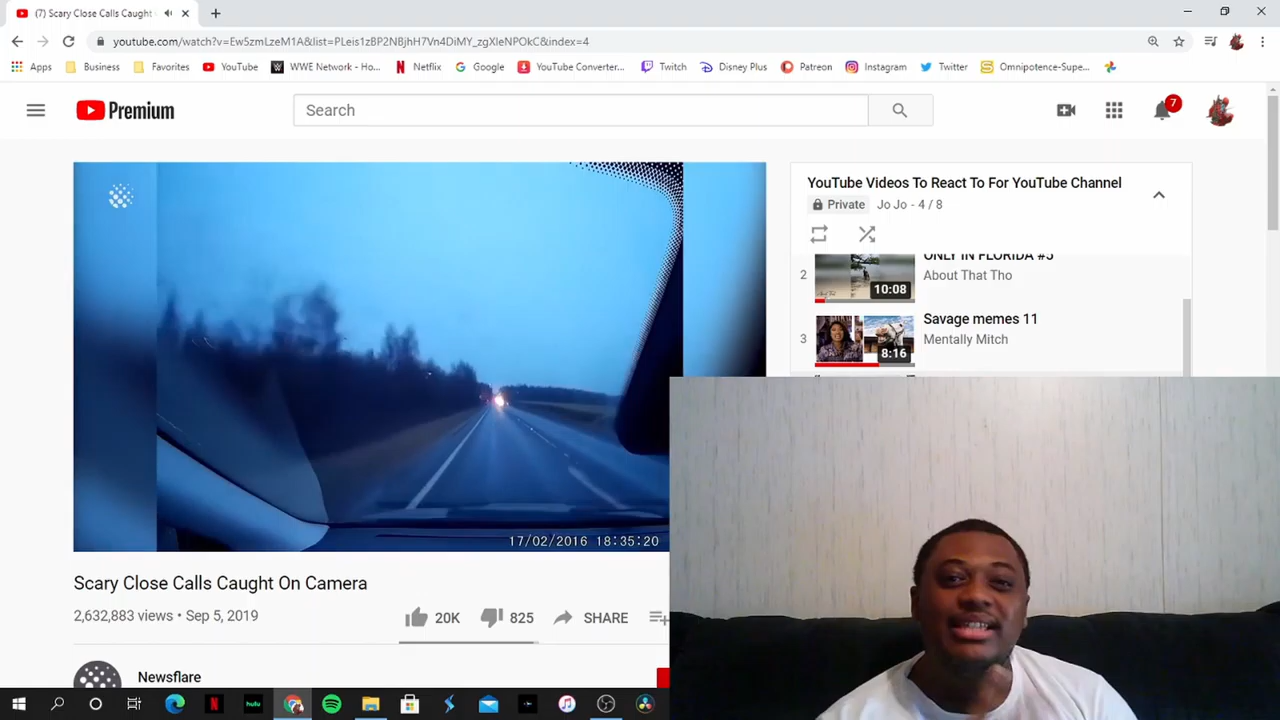 (7) Scary Close Calls Caught
youtube.com/watch?v=Ew5zmLzeM1A&list=PLeis1zBP2NBjhH7Vn4DiMY_zgXIeNPOkC&index=4
Apps Business Favorites YouTube WWE Network - Ho... Netflix Google YouTube Converter... Twitch Disney Plus Patreon Instagram Twitter Omnipotence-Supe...
Premium
Search
7
YouTube Videos To React To For YouTube Channel
Private Jo Jo - 4 / 8
ONLY IN FLORIDA #5
2
About That Tho
10:08
Savage memes 11
3
Mentally Mitch
8:16
17/02/2016 18:35:20
Scary Close Calls Caught On Camera
2,632,883 views • Sep 5, 2019
20K 825 SHARE
Newsflare
hulu